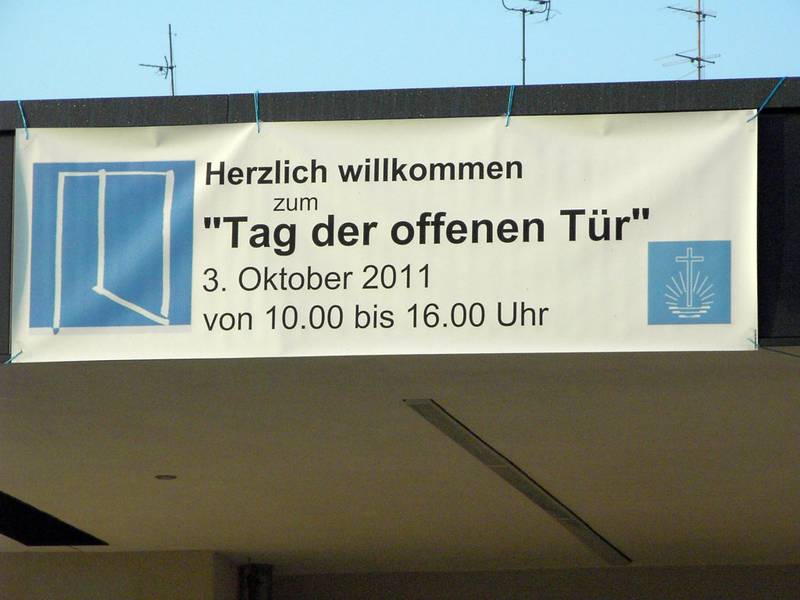 Herzlich willkommen
zum
"Tag der offenen Tür"
3. Oktober 2011
von 10.00 bis 16.00 Uhr